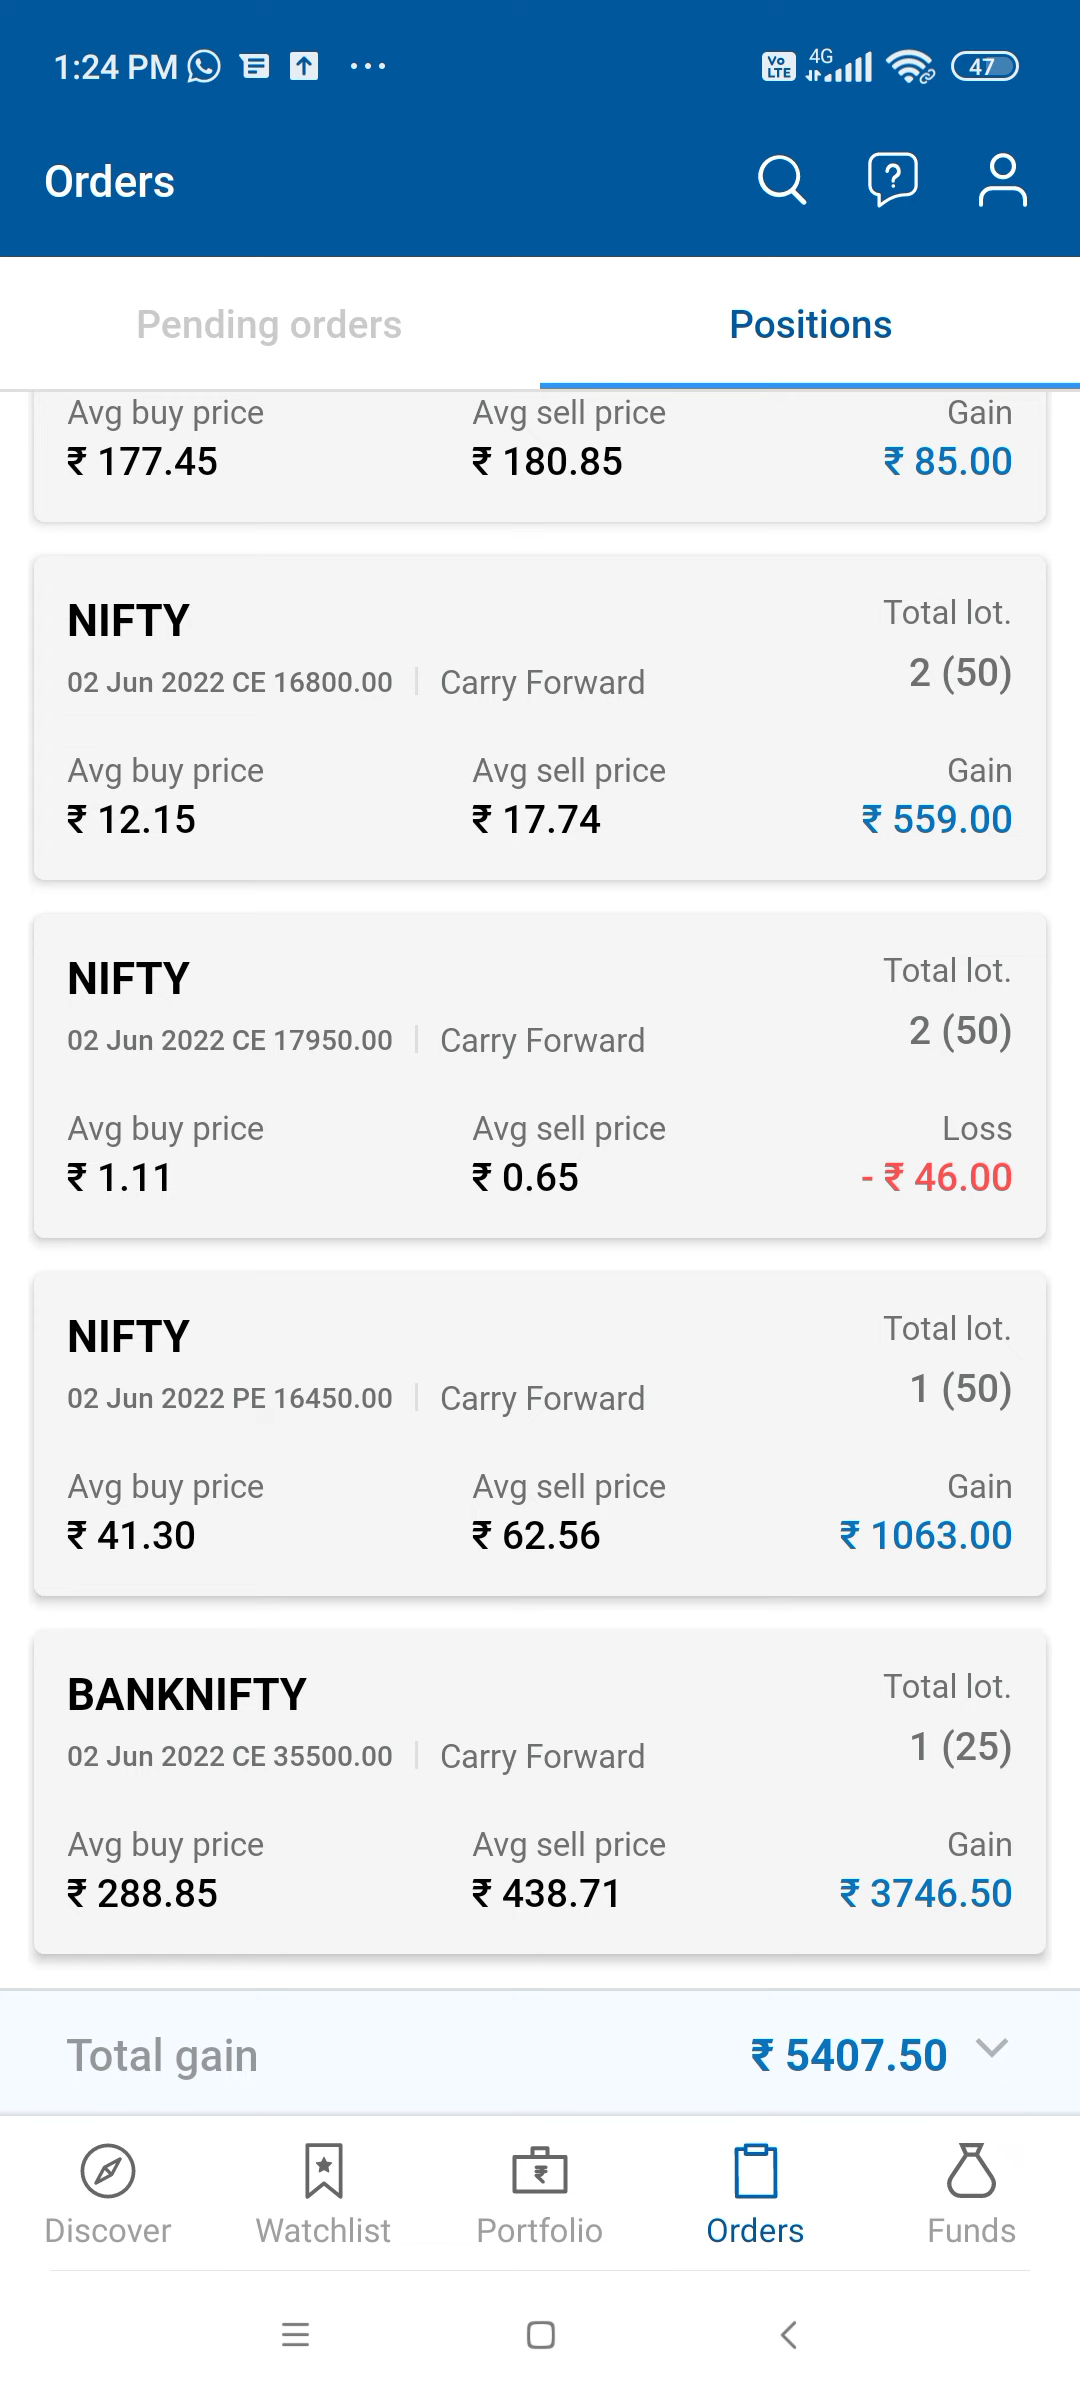 1:24 PM
Vo LTE 4G 47
Orders
Pending orders Positions
Avg buy price Avg sell price Gain
₹ 177.45 ₹ 180.85 ₹ 85.00
NIFTY Total lot.
02 Jun 2022 CE 16800.00 Carry Forward 2 (50)
Avg buy price Avg sell price Gain
₹ 12.15 ₹ 17.74 ₹ 559.00
NIFTY Total lot.
02 Jun 2022 CE 17950.00 Carry Forward 2 (50)
Avg buy price Avg sell price Loss
₹ 1.11 ₹ 0.65 - ₹ 46.00
NIFTY Total lot.
02 Jun 2022 PE 16450.00 Carry Forward 1 (50)
Avg buy price Avg sell price Gain
₹ 41.30 ₹ 62.56 ₹ 1063.00
BANKNIFTY Total lot.
02 Jun 2022 CE 35500.00 Carry Forward 1 (25)
Avg buy price Avg sell price Gain
₹ 288.85 ₹ 438.71 ₹ 3746.50
Total gain ₹ 5407.50
Discover Watchlist Portfolio Orders Funds